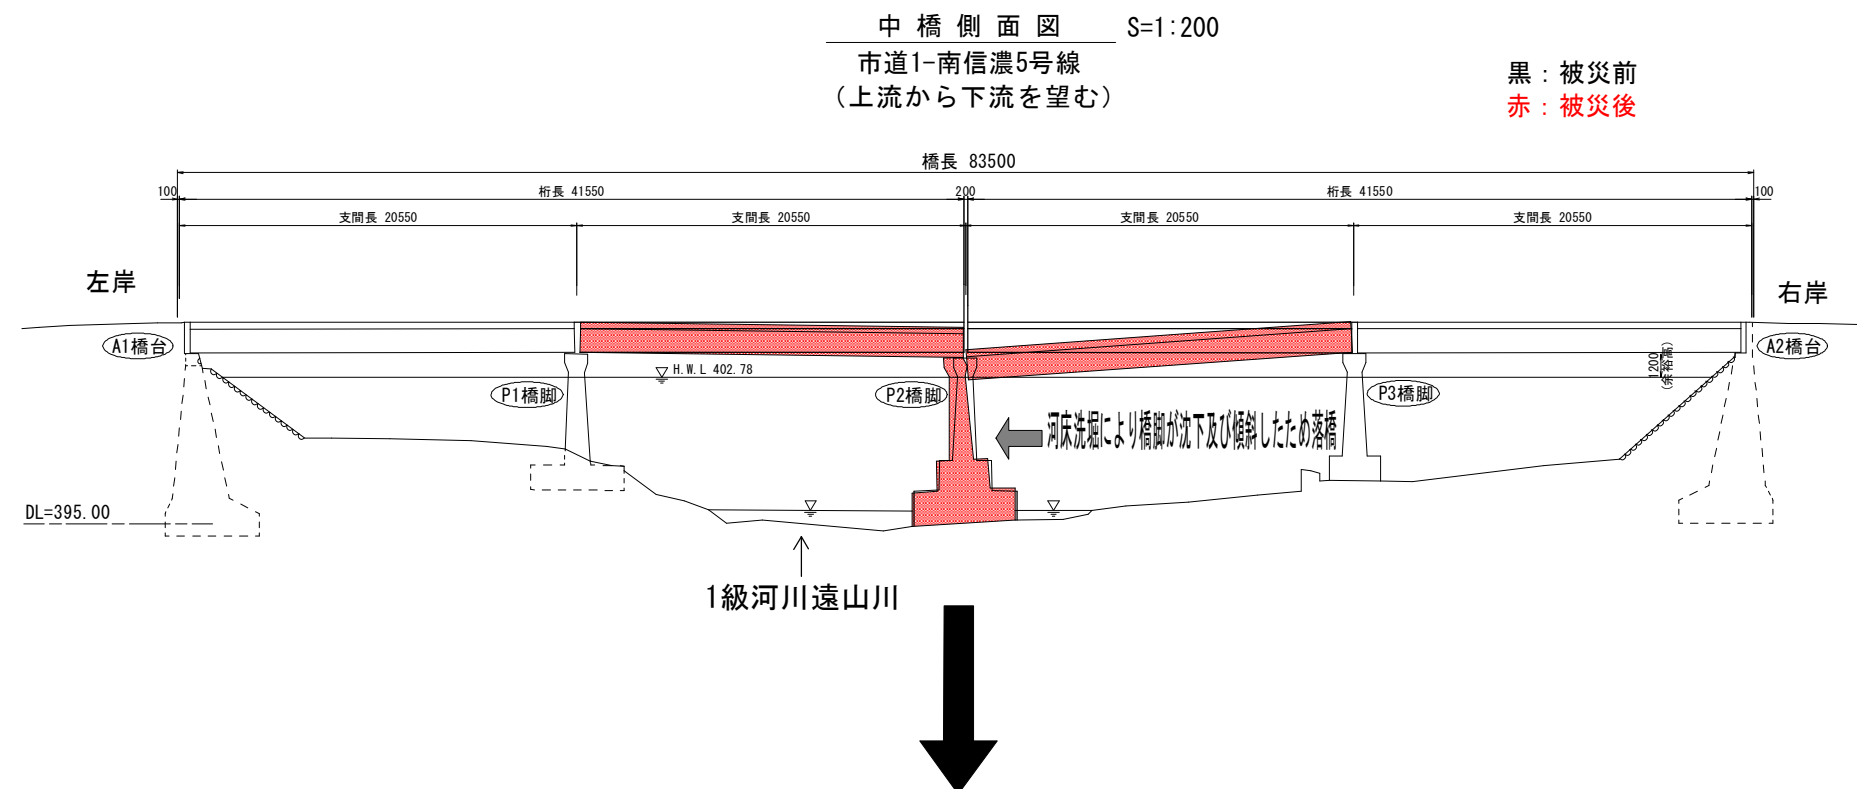 中橋側面図 S=1:200
市道1-南信濃5号線
(上流から下流を望む)
黒：被災前
赤：被災後
橋長 83500
100 桁長 41550 200 桁長 41550 100
支間長 20550 支間長 20550 支間長 20550 支間長 20550
左岸
右岸
A1橋台
A2橋台
H.W.L 402.78
1200
(余裕高)
P1橋脚
P2橋脚
P3橋脚
河床洗堀により橋脚が沈下及び傾斜したため落橋
DL=395.00
1級河川遠山川